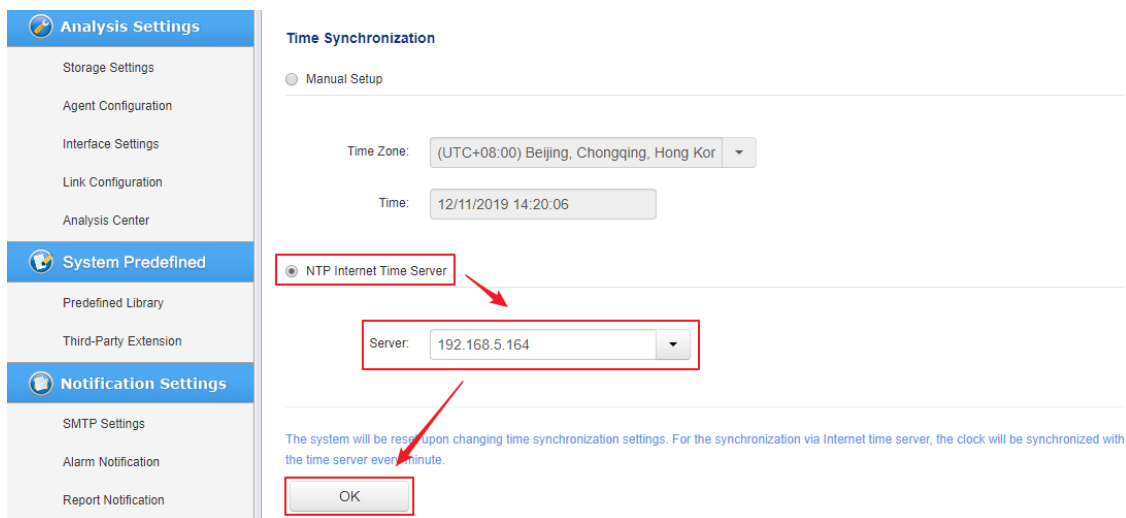 Analysis Settings
Storage Settings
Agent Configuration
Interface Settings
Link Configuration
Analysis Center
System Predefined
Predefined Library
Third-Party Extension
Notification Settings
SMTP Settings
Alarm Notification
Report Notification
Time Synchronization
Manual Setup
Time Zone: (UTC+08:00) Beijing, Chongqing, Hong Kor
Time: 12/11/2019 14:20:06
NTP Internet Time Server
Server: 192.168.5.164
The system will be reset upon changing time synchronization settings. For the synchronization via Internet time server, the clock will be synchronized with
the time server every minute.
OK